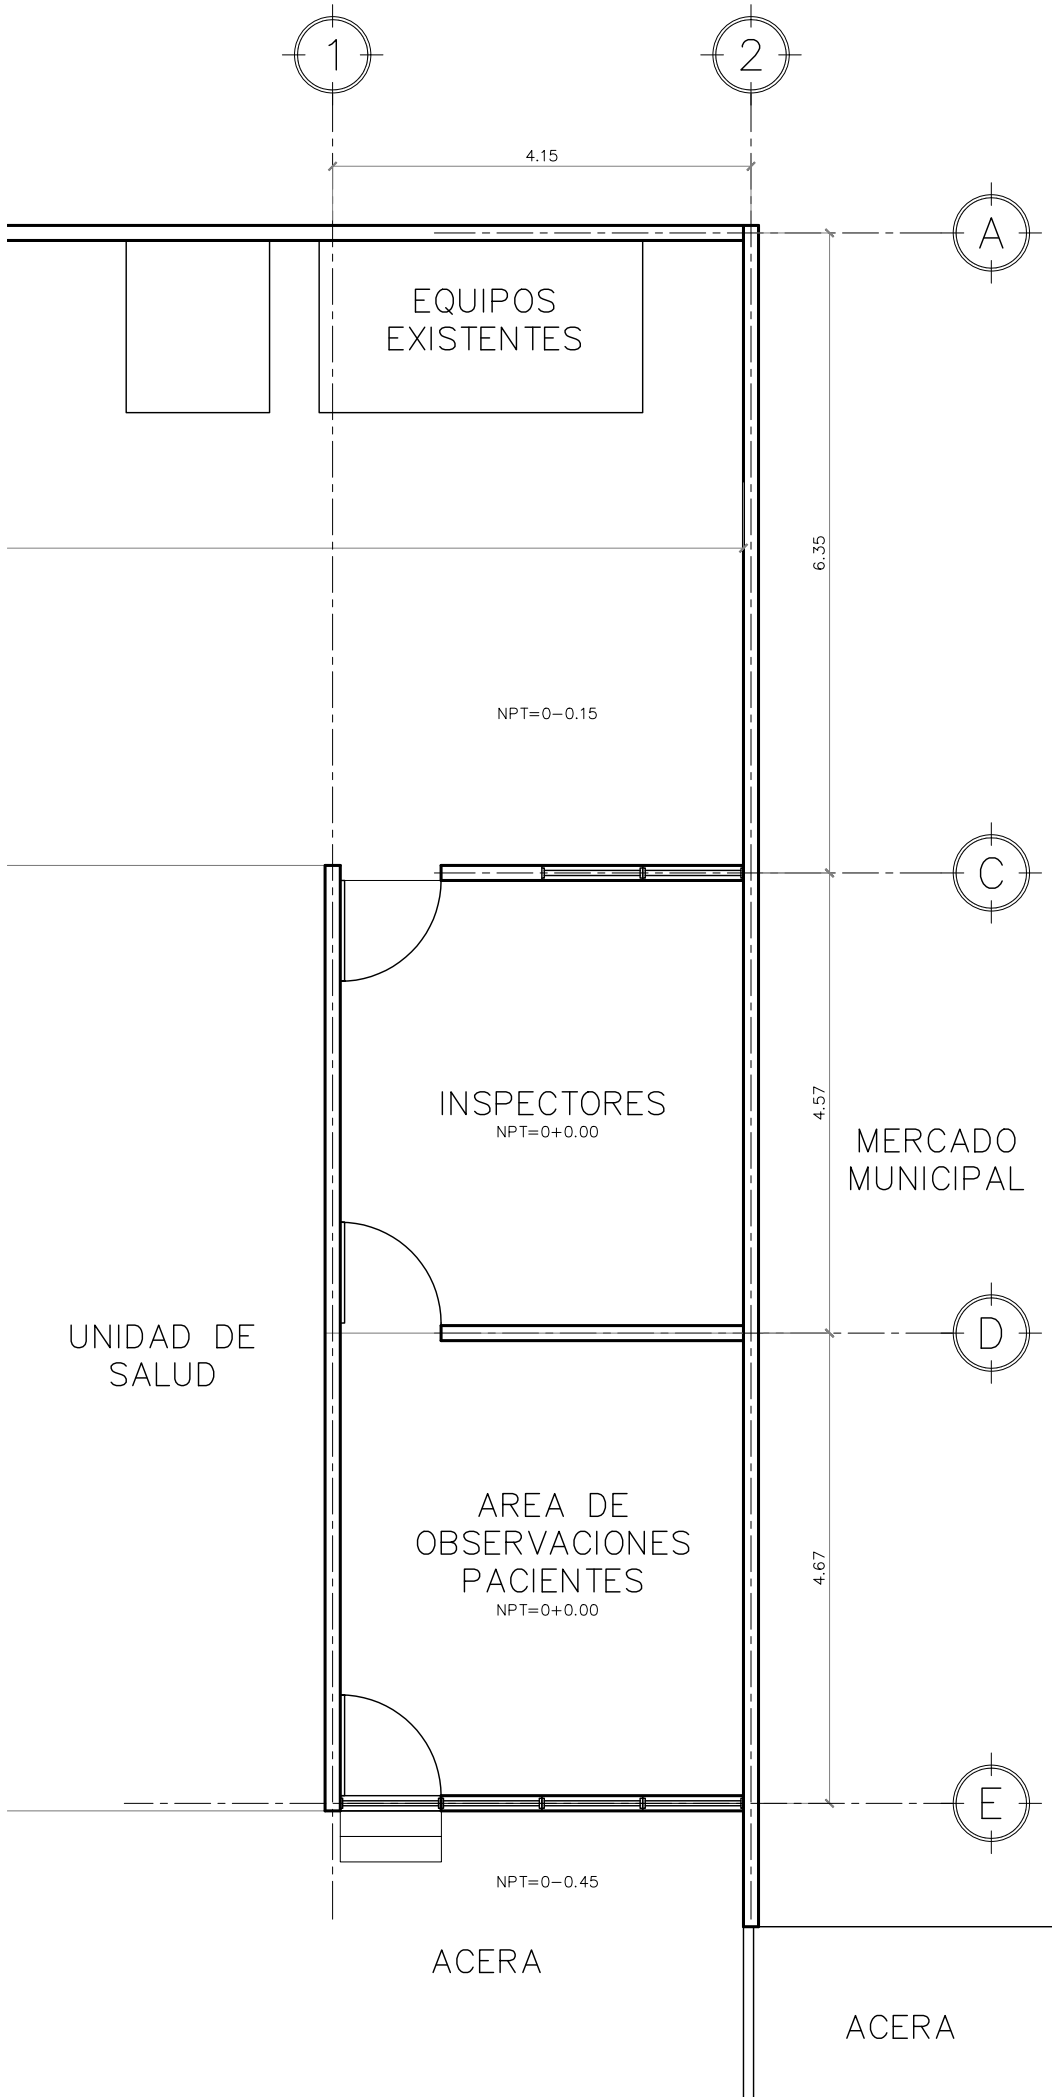 1
2
4.15
A
EQUIPOS
EXISTENTES
6.35
NPT=0-0.15
C
INSPECTORES
NPT=0+0.00
4.57
MERCADO
MUNICIPAL
UNIDAD DE
SALUD
D
AREA DE
OBSERVACIONES
PACIENTES
NPT=0+0.00
4.67
E
NPT=0-0.45
ACERA
ACERA